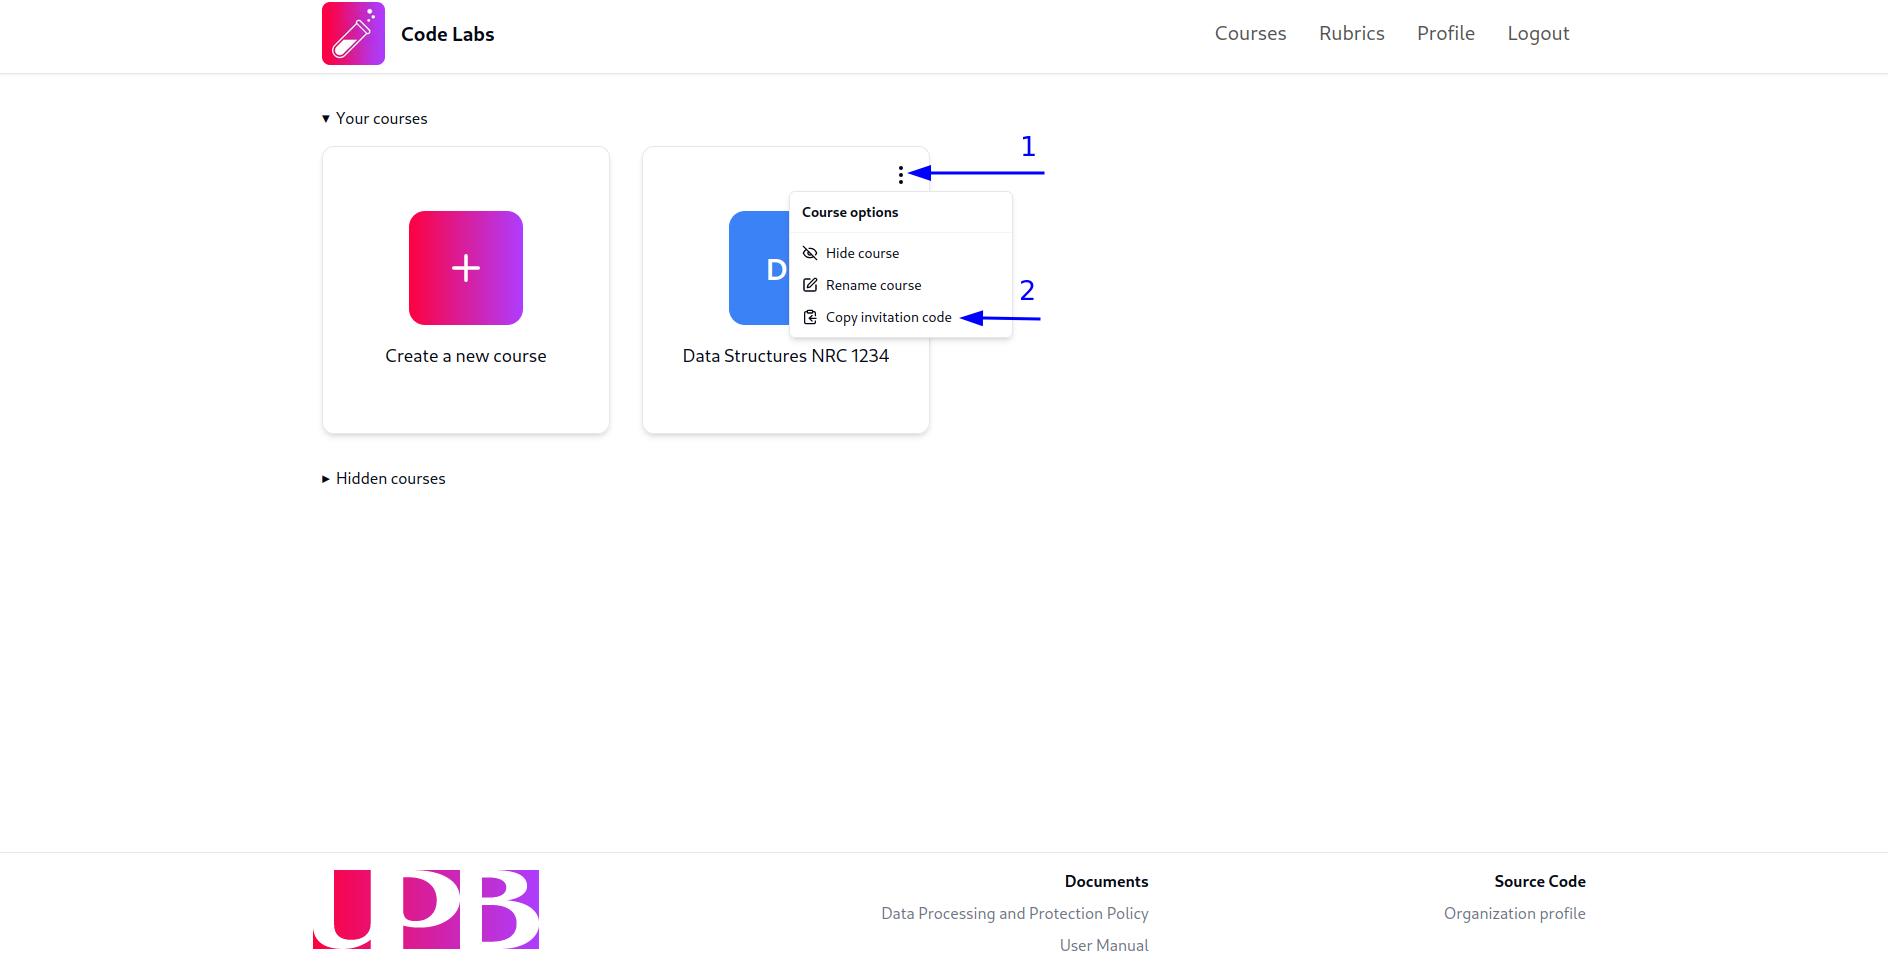 Code Labs
Courses Rubrics Profile Logout
▾ Your courses
1
Course options
Hide course
Rename course
2
Copy invitation code
D
Create a new course
Data Structures NRC 1234
▸ Hidden courses
UPB
Documents
Data Processing and Protection Policy
User Manual
Source Code
Organization profile